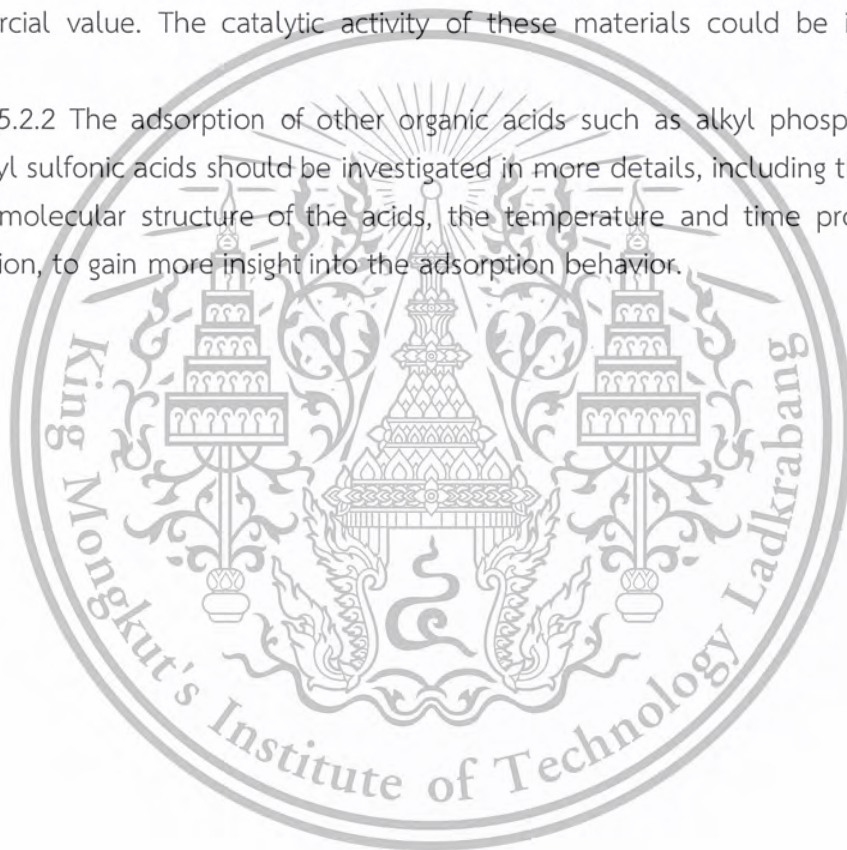 rcial value. The catalytic activity of these materials could be i
5.2.2 The adsorption of other organic acids such as alkyl phosp
yl sulfonic acids should be investigated in more details, including t
molecular structure of the acids, the temperature and time pro
ion, to gain more insight into the adsorption behavior.
King Mongkut's Institute of Technology Ladkrabang